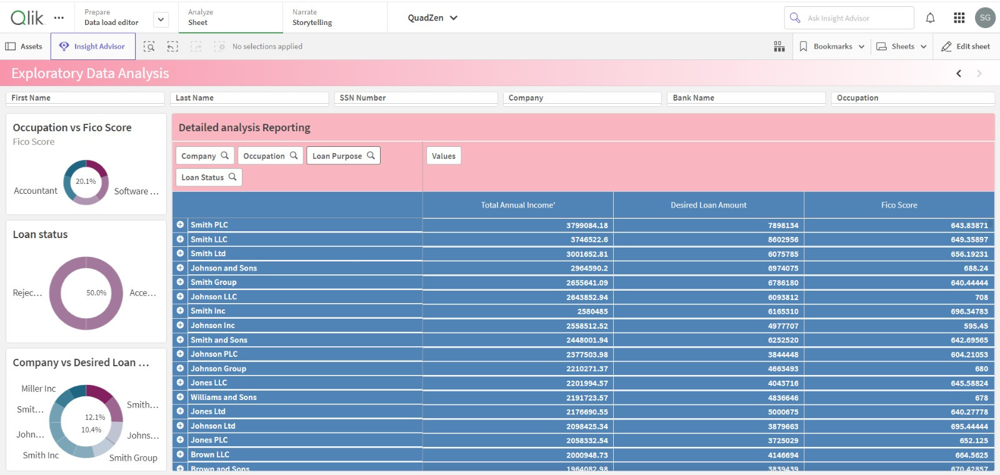 Qlik
Prepare
Data load editor
Analyze
Sheet
Narrate
Storytelling
QuadZen
Ask Insight Advisor
SG
Assets
Insight Advisor
No selections applied
Bookmarks
Sheets
Edit sheet
Exploratory Data Analysis
First Name
Last Name
SSN Number
Company
Bank Name
Occupation
Occupation vs Fico Score
Fico Score
20.1%
Accountant
Software ...
Loan status
Rejec...
50.0%
Acce...
Company vs Desired Loan ...
Miller Inc
Smith...
Smit...
12.1%
10.4%
John...
Johns...
Smith Inc
Smith Group
Detailed analysis Reporting
Company
Occupation
Loan Purpose
Values
Loan Status
Total Annual Income' Desired Loan Amount Fico Score
Smith PLC 3799084.18 7898134 643.83871
Smith LLC 3746522.6 8602956 649.35897
Smith Ltd 3001652.81 6075785 656.19231
Johnson and Sons 2964590.2 6974075 688.24
Smith Group 2655641.09 6786180 640.44444
Johnson LLC 2643852.94 6093812 708
Smith Inc 2580485 6165310 696.34783
Johnson Inc 2558512.52 4977707 595.45
Smith and Sons 2448001.94 6252520 642.69565
Johnson PLC 2377503.98 3844448 604.21053
Johnson Group 2210271.37 4663493 680
Jones LLC 2201994.57 4043716 645.58824
Williams and Sons 2191723.57 4836646 678
Jones Ltd 2176690.55 5000675 640.27778
Johnson Ltd 2098425.34 3879663 695.44444
Jones PLC 2058332.54 3725029 652.125
Brown LLC 2000948.73 4146694 664.5625
Brown and Sons 1964082.98 3839439 670.42857